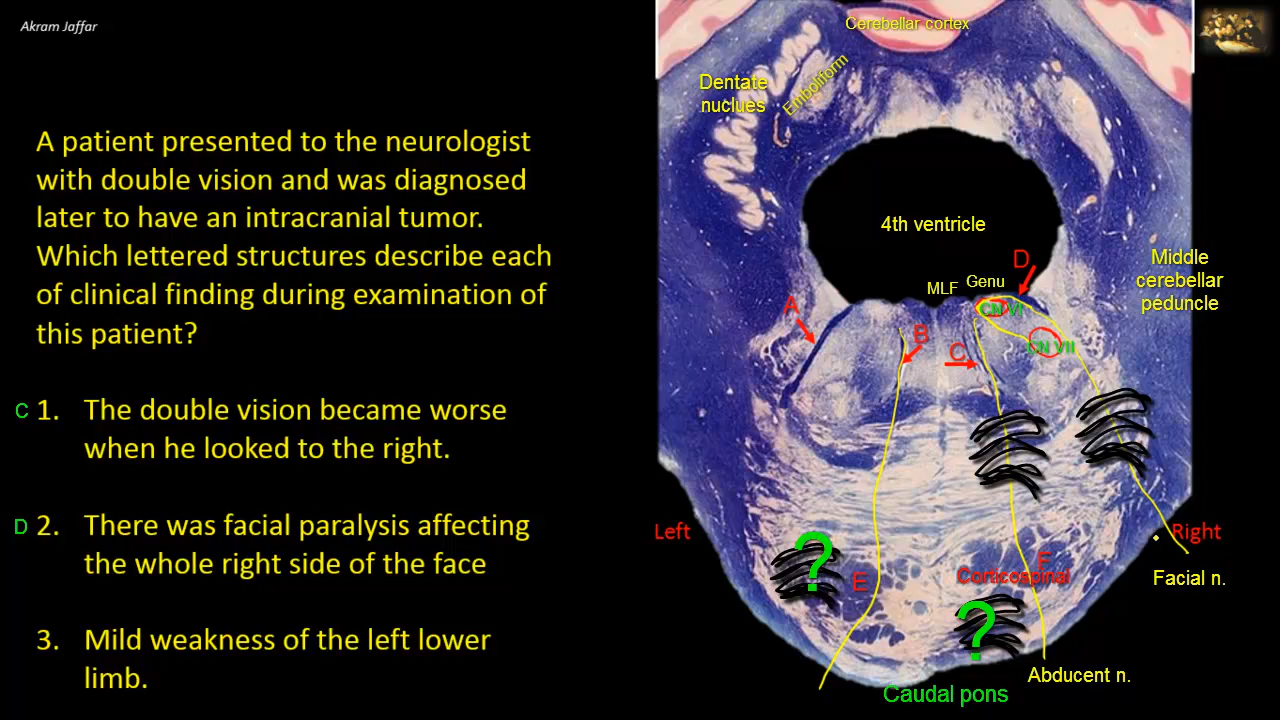 Akram Jaffar
A patient presented to the neurologist
with double vision and was diagnosed
later to have an intracranial tumor.
Which lettered structures describe each
of clinical finding during examination of
this patient?
C 1. The double vision became worse
when he looked to the right.
D 2. There was facial paralysis affecting
the whole right side of the face
3. Mild weakness of the left lower
limb.
Cerebellar cortex
Dentate
nuclues
Emboliform
4th ventricle
Middle
cerebellar
peduncle
D
MLF
Genu
CN VI
A
B
C
CN VII
Left
Right
?
E
F
Corticospinal
Facial n.
?
Abducent n.
Caudal pons